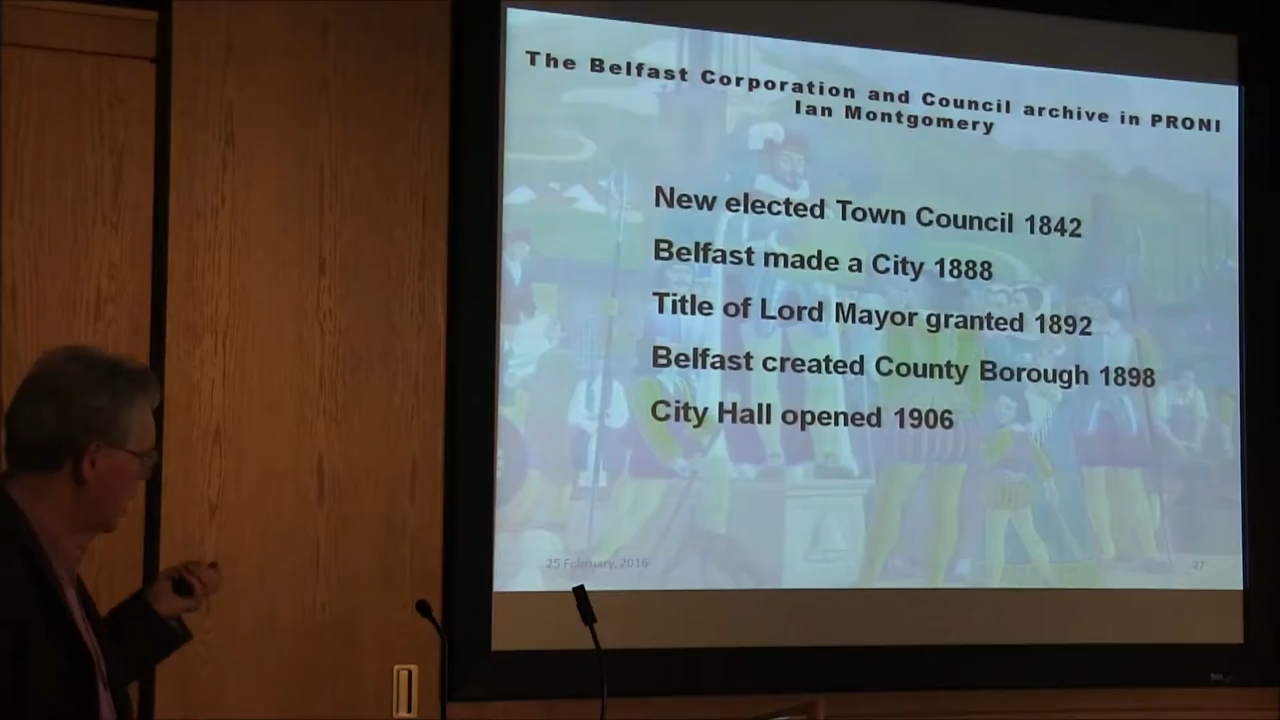 The Belfast Corporation and Council archive in PRONI
Ian Montgomery
New elected Town Council 1842
Belfast made a City 1888
Title of Lord Mayor granted 1892
Belfast created County Borough 1898
City Hall opened 1906
25 February, 2016
27